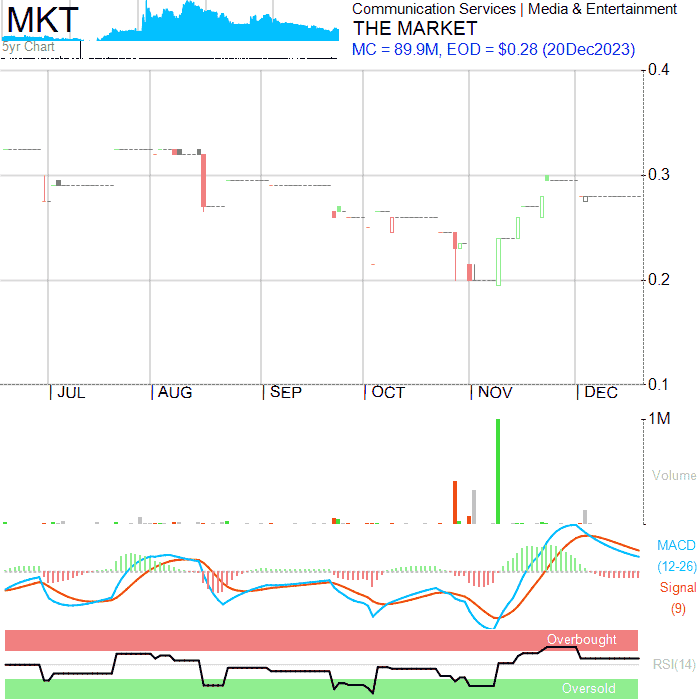 MKT
5yr Chart
Communication Services | Media & Entertainment
THE MARKET
MC = 89.9M, EOD = $0.28 (20Dec2023)
0.4
0.3
0.2
0.1
JUL AUG SEP OCT NOV DEC
1M
Volume
MACD
(12-26)
Signal
(9)
Overbought
RSI(14)
Oversold